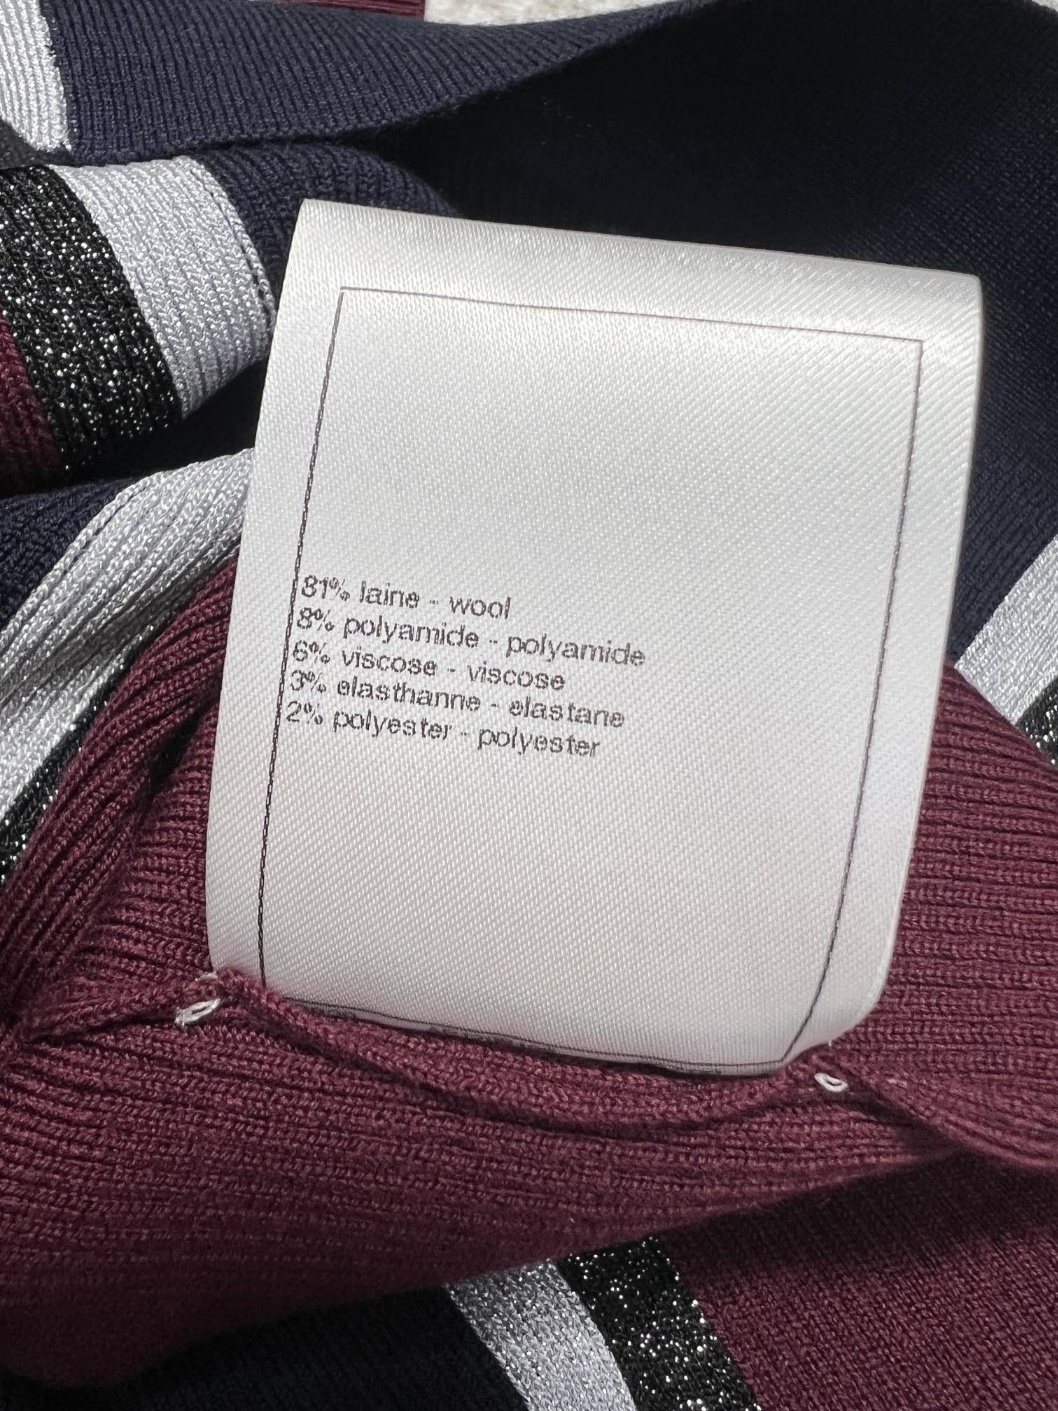 81% laine - wool
8% polyamide - polyamide
6% viscose - viscose
3% elasthanne - elastane
2% polyester - polyester